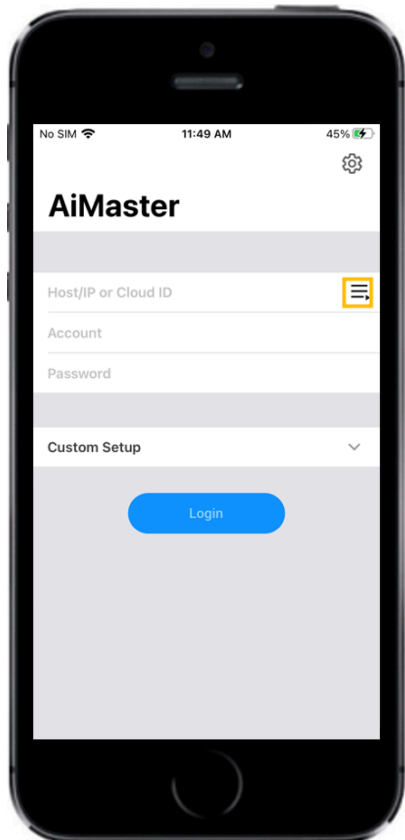 No SIM 11:49 AM 45%
AiMaster
Host/IP or Cloud ID
Account
Password
Custom Setup
Login